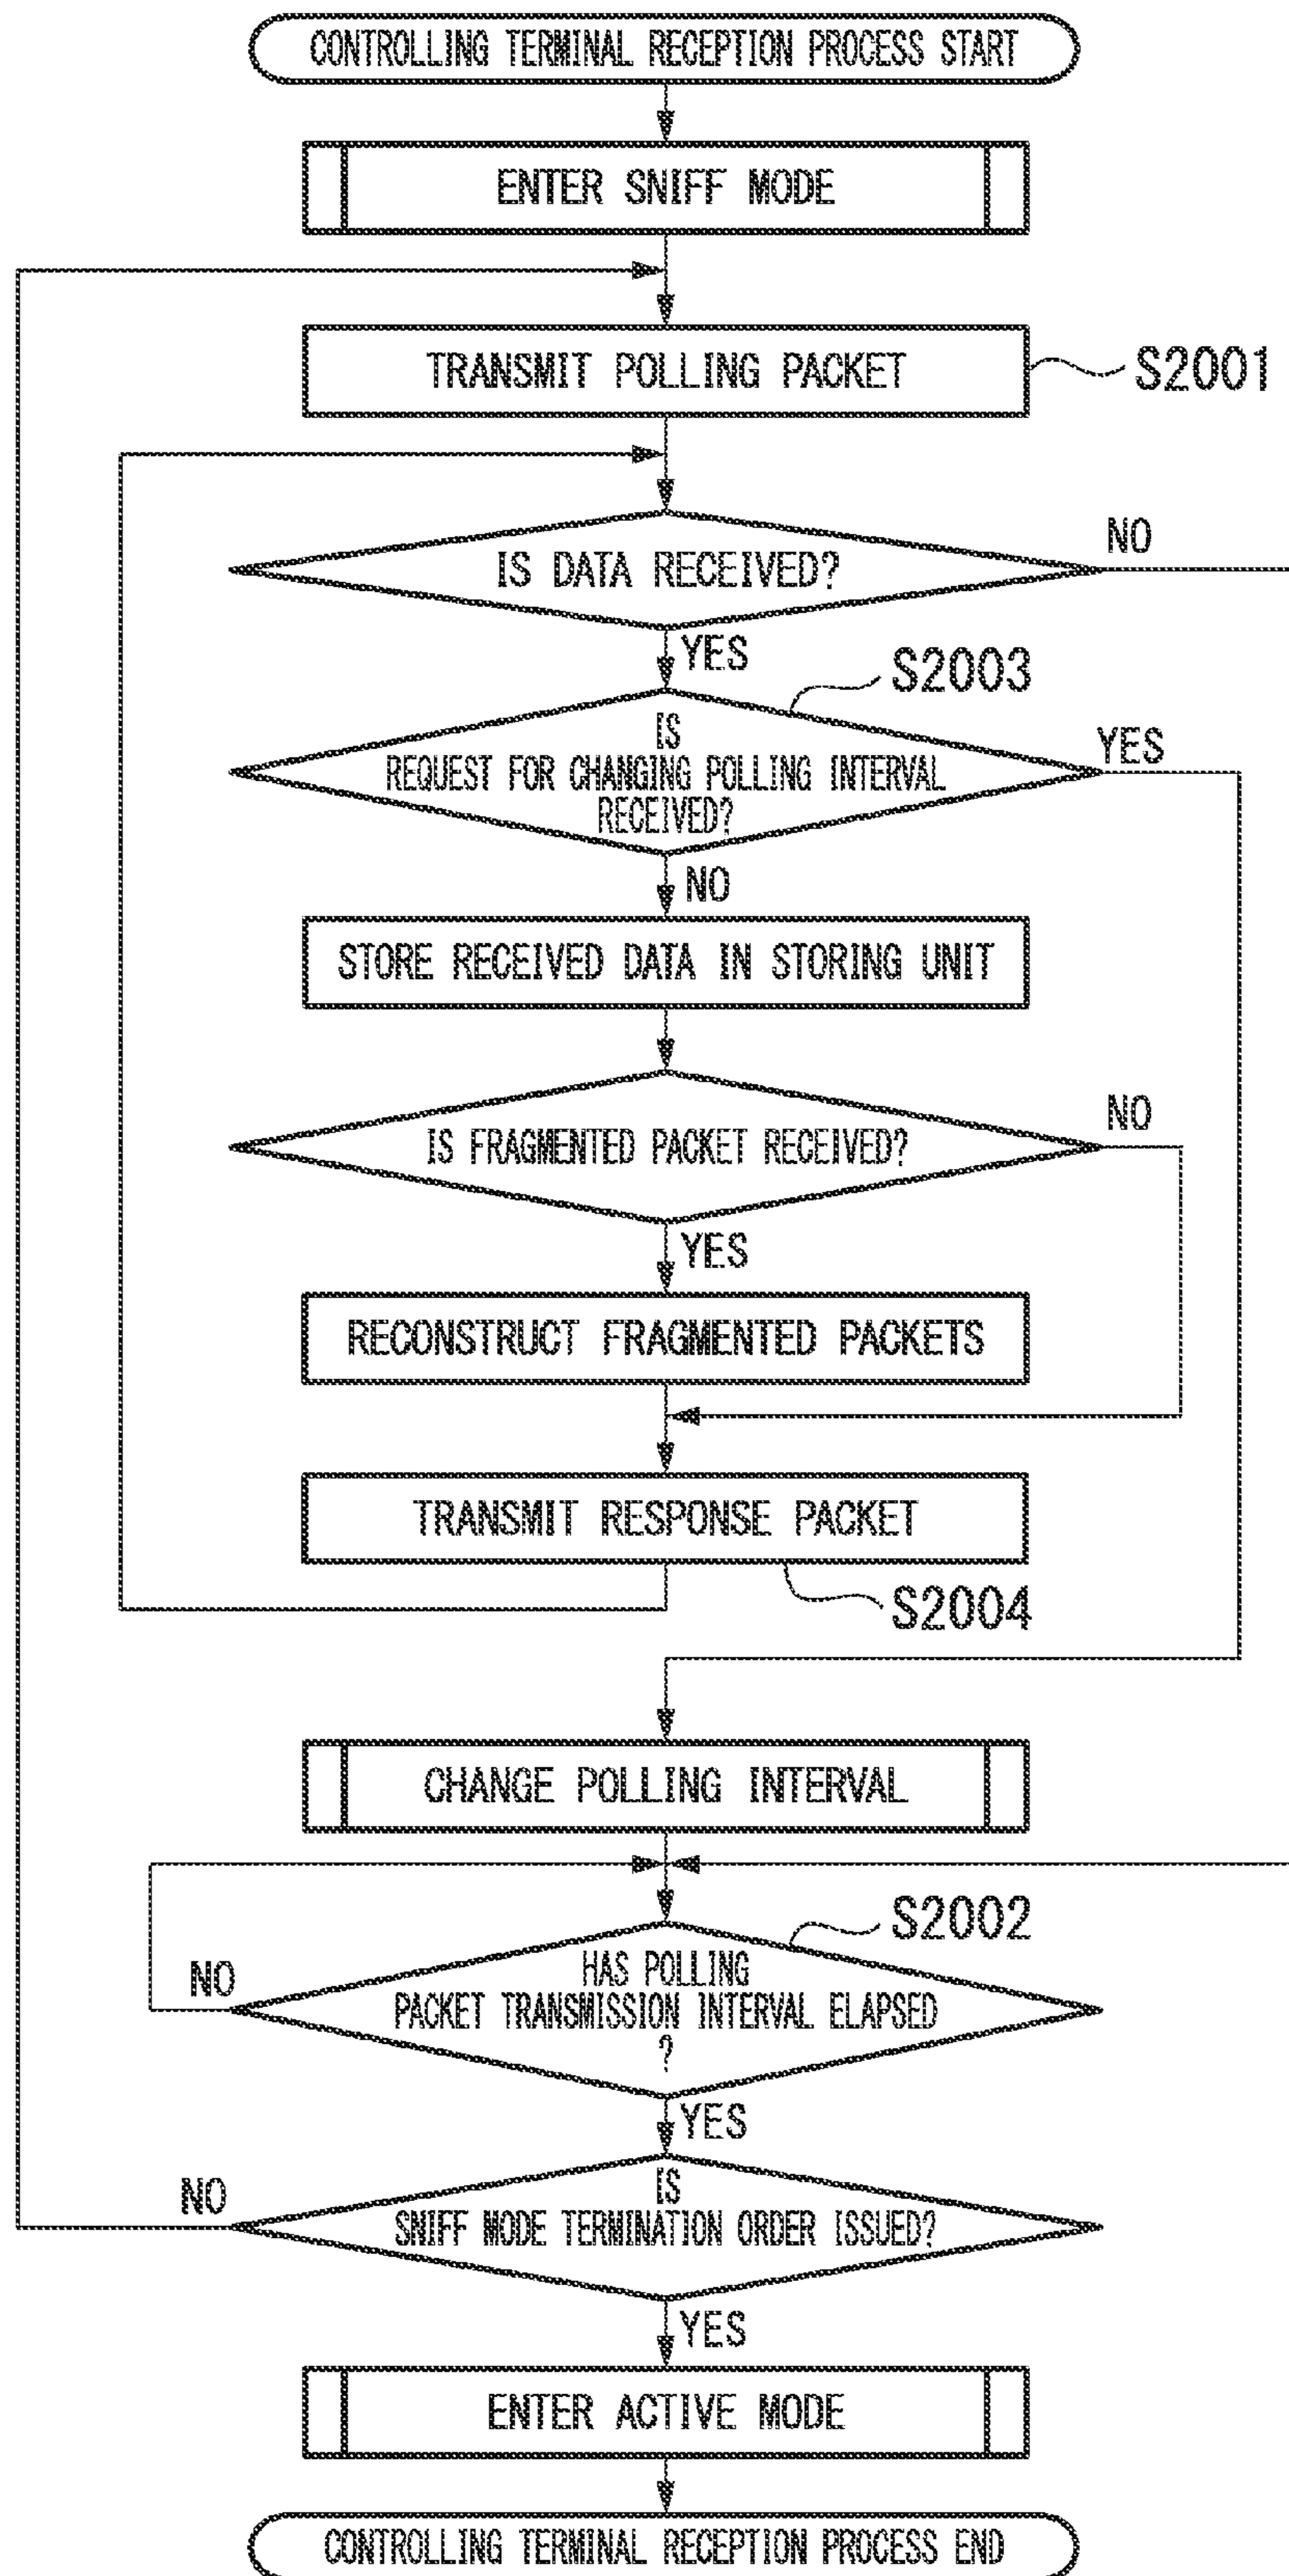 CONTROLLING TERMINAL RECEPTION PROCESS START
ENTER SNIFF MODE
TRANSMIT POLLING PACKET
S2001
NO
IS DATA RECEIVED?
YES
S2003
IS
REQUEST FOR CHANGING POLLING INTERVAL
RECEIVED?
YES
NO
STORE RECEIVED DATA IN STORING UNIT
NO
IS FRAGMENTED PACKET RECEIVED?
YES
RECONSTRUCT FRAGMENTED PACKETS
TRANSMIT RESPONSE PACKET
S2004
CHANGE POLLING INTERVAL
S2002
HAS POLLING
PACKET TRANSMISSION INTERVAL ELAPSED
?
NO
YES
IS
SNIFF MODE TERMINATION ORDER ISSUED?
NO
YES
ENTER ACTIVE MODE
CONTROLLING TERMINAL RECEPTION PROCESS END